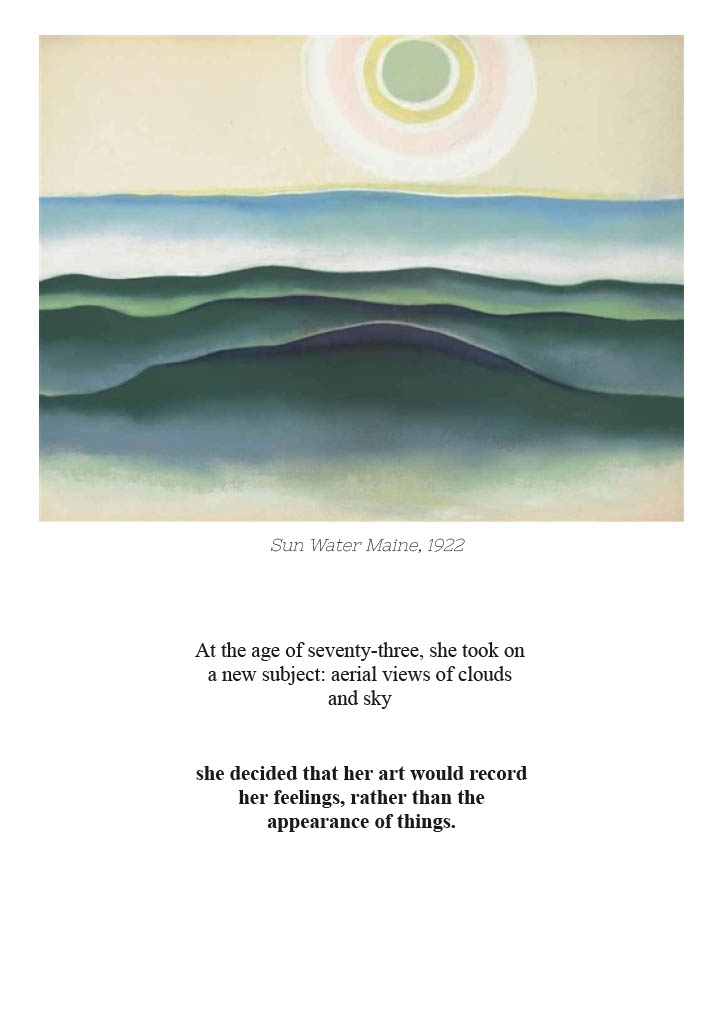 Sun Water Maine, 1922
At the age of seventy-three, she took on
a new subject: aerial views of clouds
and sky
she decided that her art would record
her feelings, rather than the
appearance of things.